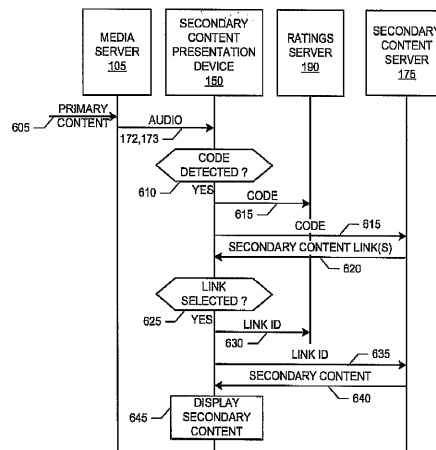 MEDIA
SERVER
105
SECONDARY
CONTENT
PRESENTATION
DEVICE
150
RATINGS
SERVER
190
SECONDARY
CONTENT
SERVER
175
PRIMARY
CONTENT
605
AUDIO
172,173
CODE
DETECTED ?
610
YES
CODE
615
CODE
615
SECONDARY CONTENT LINK(S)
620
LINK
SELECTED ?
625
YES
LINK ID
630
LINK ID
635
SECONDARY CONTENT
640
645
DISPLAY
SECONDARY
CONTENT